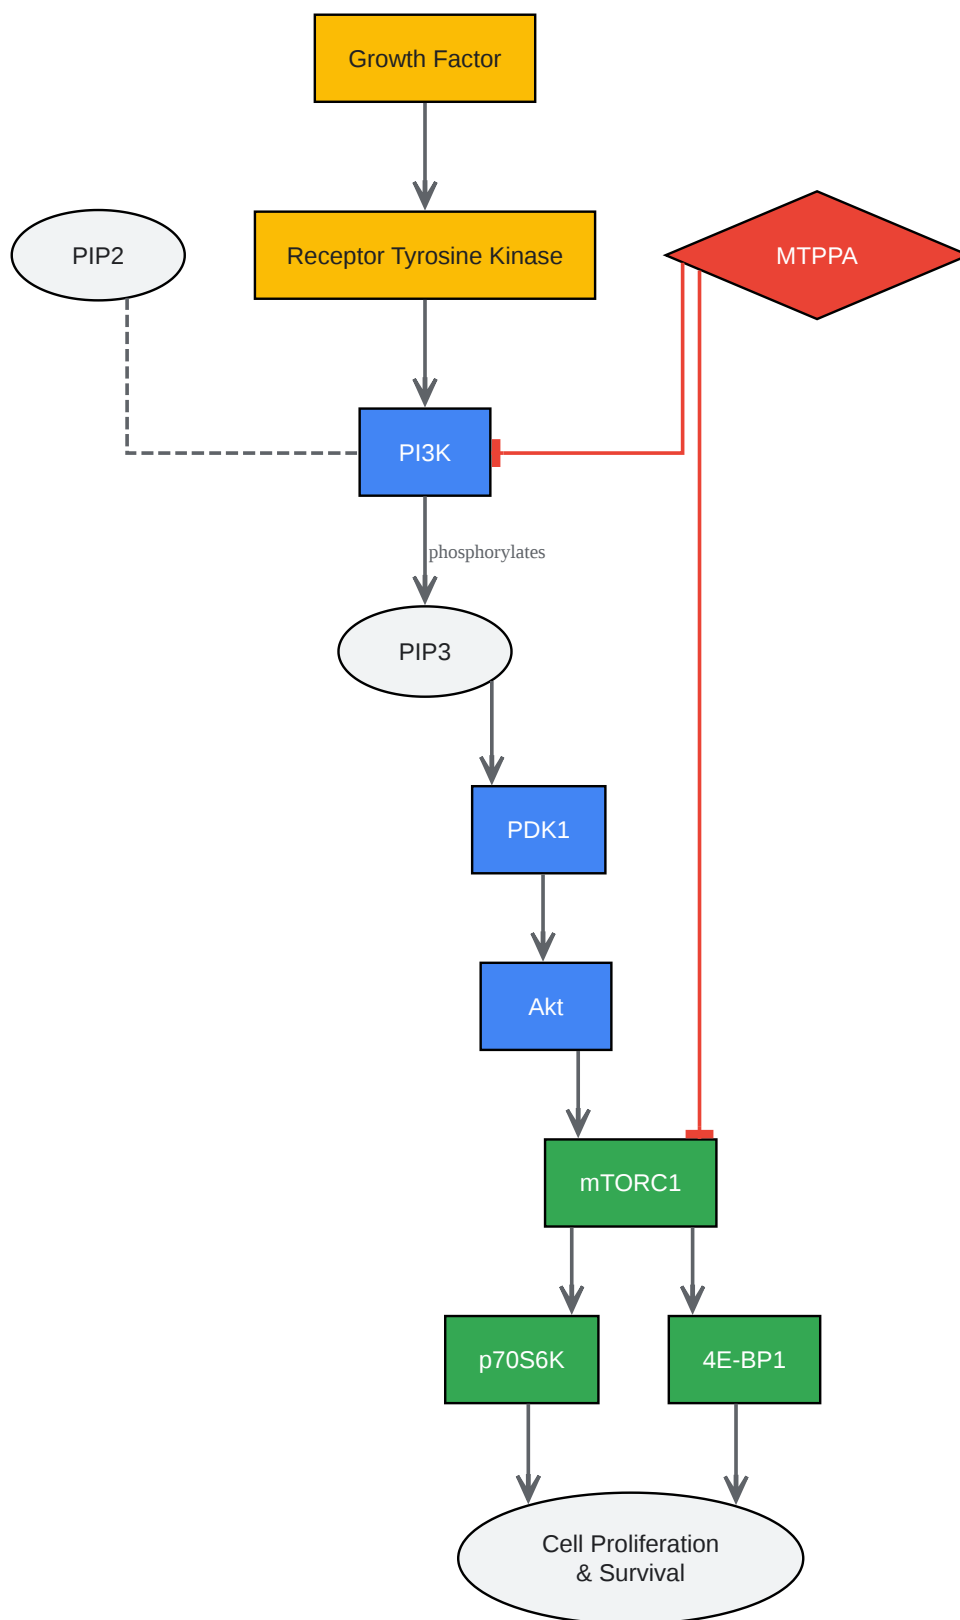 Growth Factor
PIP2
Receptor Tyrosine Kinase
MTPPA
PI3K
phosphorylates
PIP3
PDK1
Akt
mTORC1
p70S6K
4E-BP1
Cell Proliferation
& Survival